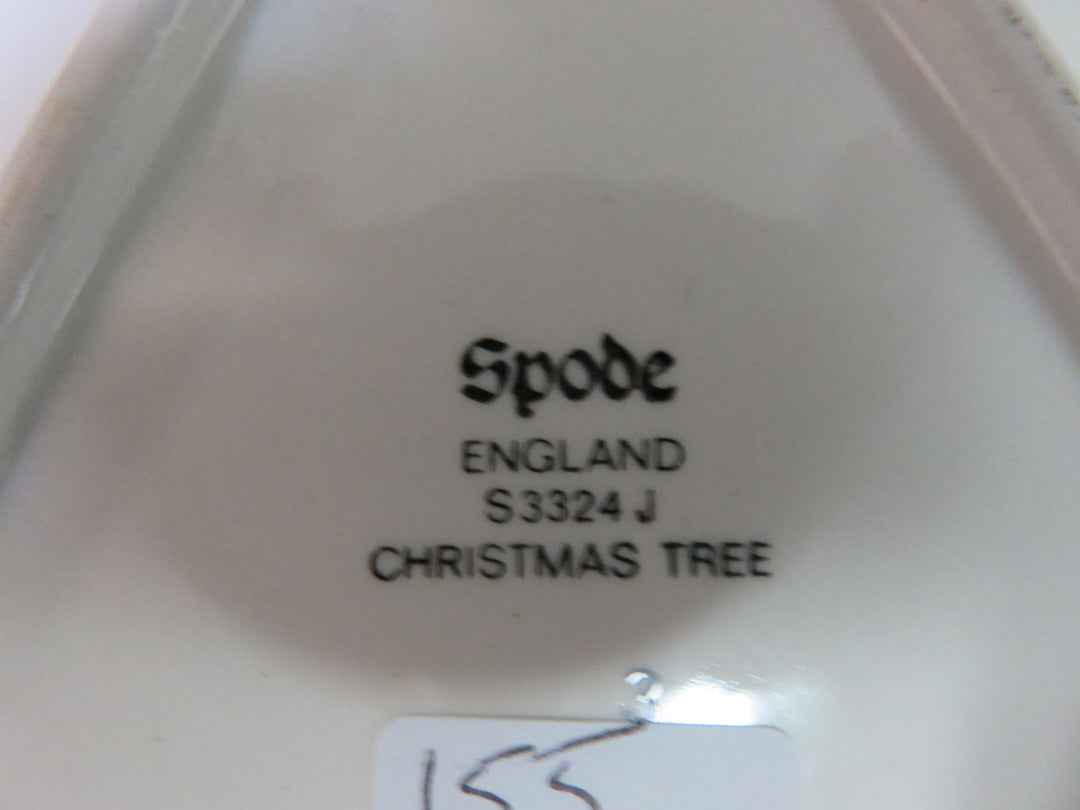 Spode
ENGLAND
S3324 J
CHRISTMAS TREE
155